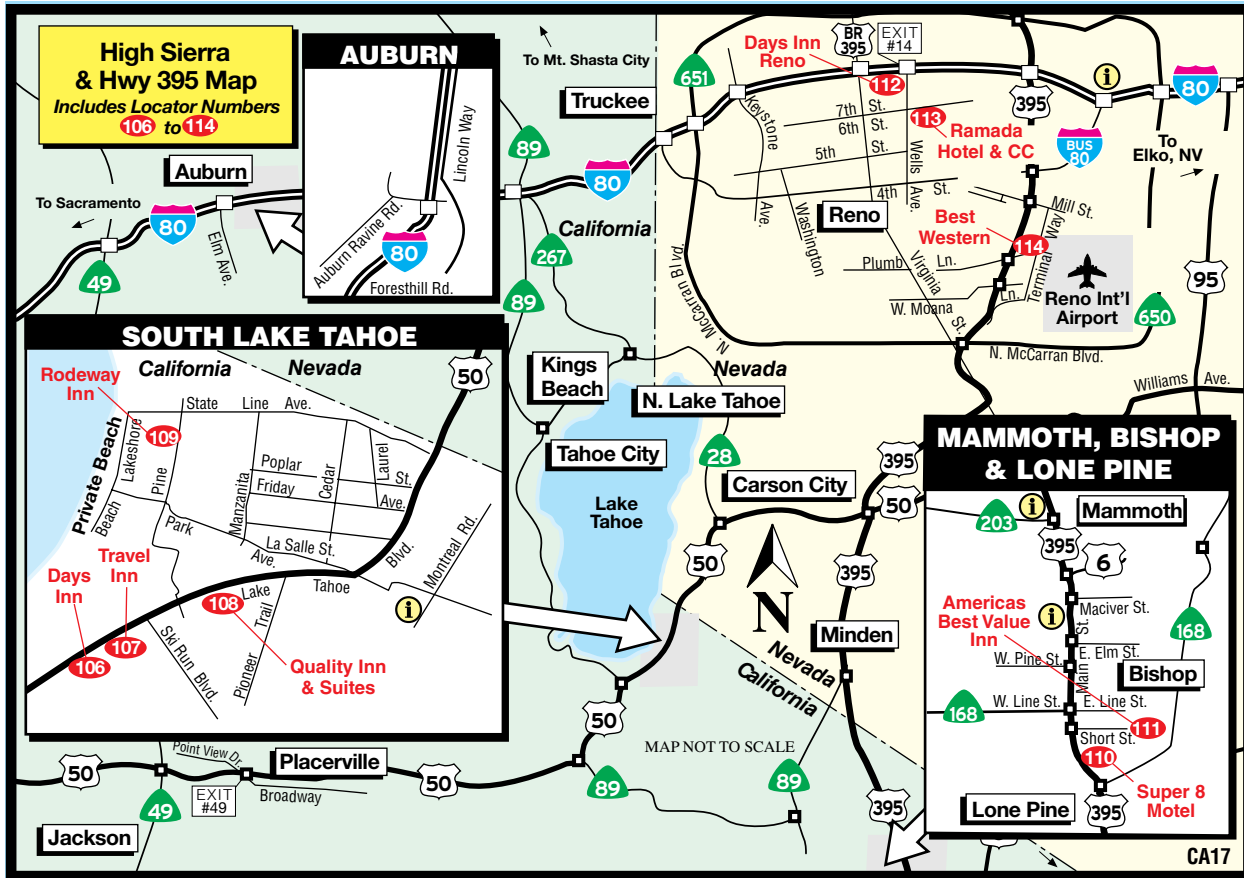 High Sierra
& Hwy 395 Map
Includes Locator Numbers
106 to 114
AUBURN
Lincoln Way
Auburn Ravine Rd.
80
Foresthill Rd.
Auburn
To Sacramento
80
Elm Ave.
49
To Mt. Shasta City
Truckee
89
80
California
267
89
651
BR
395
EXIT
#14
Days Inn
Reno
112
395
i
80
Keystone
Ave.
7th St.
6th St.
5th St.
4th St.
113
Ramada
Hotel & CC
BUS
80
To
Elko, NV
Wells
Ave.
Washington
Reno
Mill St.
Best
Western
114
Terminal Way
Virginia
St.
Plumb Ln.
W. Moana Ln.
Reno Int'l
Airport
95
650
N. McCarran Blvd.
N. McCarran Blvd.
Williams Ave.
SOUTH LAKE TAHOE
California Nevada
50
Rodeway
Inn
109
State Line Ave.
Private Beach
Lakeshore
Beach
Pine
Park
Ave.
Manzanita
Poplar St.
Friday Ave.
Cedar
Laurel
La Salle St.
Lake Tahoe Blvd.
Montreal Rd.
i
Travel
Inn
Days
Inn
108
107
106
Ski Run Blvd.
Pioneer Trail
Quality Inn
& Suites
Kings
Beach
Nevada
N. Lake Tahoe
Tahoe City
28
Lake
Tahoe
Carson City
395
50
50
395
N
Minden
Nevada
California
50
MAP NOT TO SCALE
89
89
395
50
Point View Dr.
Placerville
50
Broadway
EXIT
#49
49
Jackson
MAMMOTH, BISHOP
& LONE PINE
203
i
Mammoth
395
6
Americas
Best Value
Inn
i
Maciver St.
168
Main St.
E. Elm St.
W. Pine St.
Bishop
W. Line St.
E. Line St.
168
111
Short St.
110
Super 8
Motel
Lone Pine
395
CA17